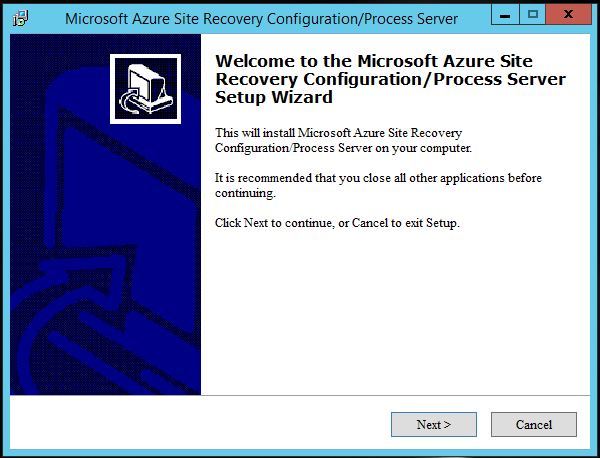 Microsoft Azure Site Recovery Configuration/Process Server
Welcome to the Microsoft Azure Site
Recovery Configuration/Process Server
Setup Wizard
This will install Microsoft Azure Site Recovery
Configuration/Process Server on your computer.
It is recommended that you close all other applications before
continuing.
Click Next to continue, or Cancel to exit Setup.
Next > Cancel